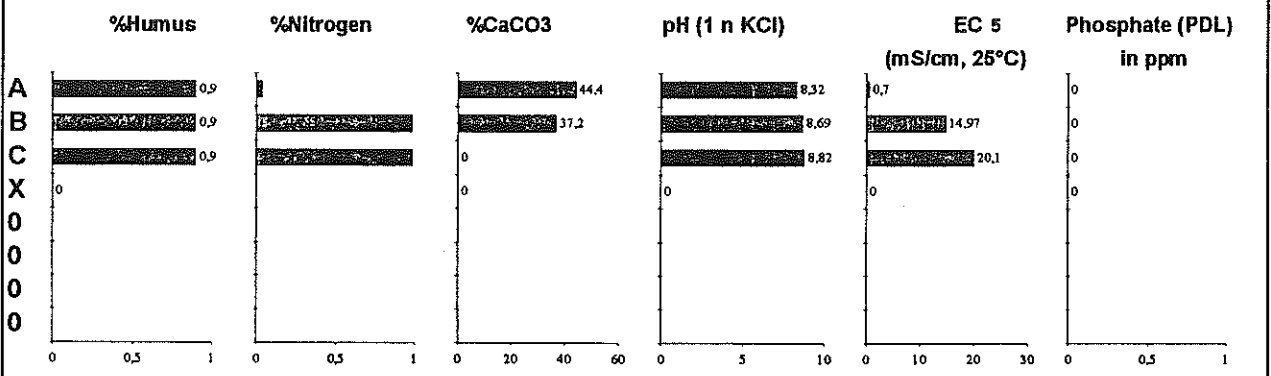 %Humus %Nitrogen %CaCO3 pH (1 n KCl) EC 5 Phosphate (PDL)
(mS/cm, 25°C) in ppm
A 0,9 44,4 8,32 0,7 0
B 0,9 37,2 8,69 14,97 0
C 0,9 0 8,82 20,1 0
X 0 0 0 0 0
0
0
0
0
0 0,5 1 0 0,5 1 0 20 40 60 0 5 10 0 10 20 30 0 0,5 1